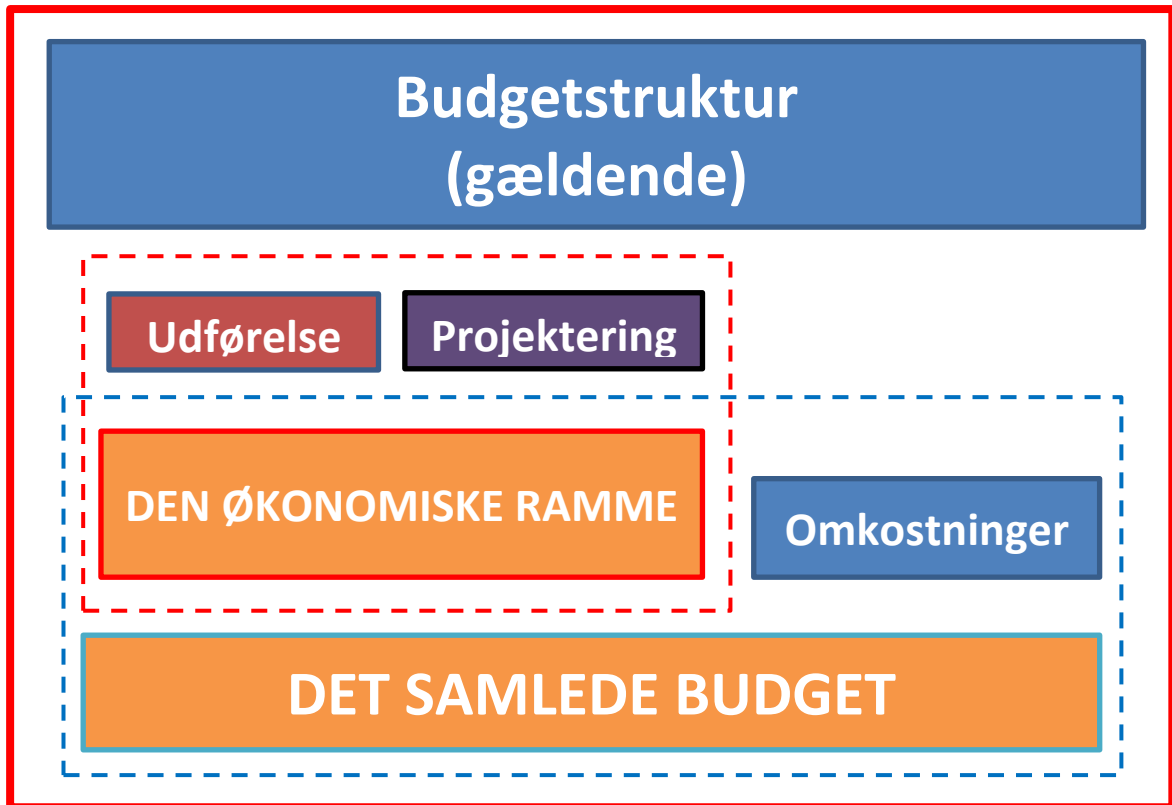 Budgetstruktur
(gældende)
Udførelse
Projektering
DEN ØKONOMISKE RAMME
Omkostninger
DET SAMLEDE BUDGET